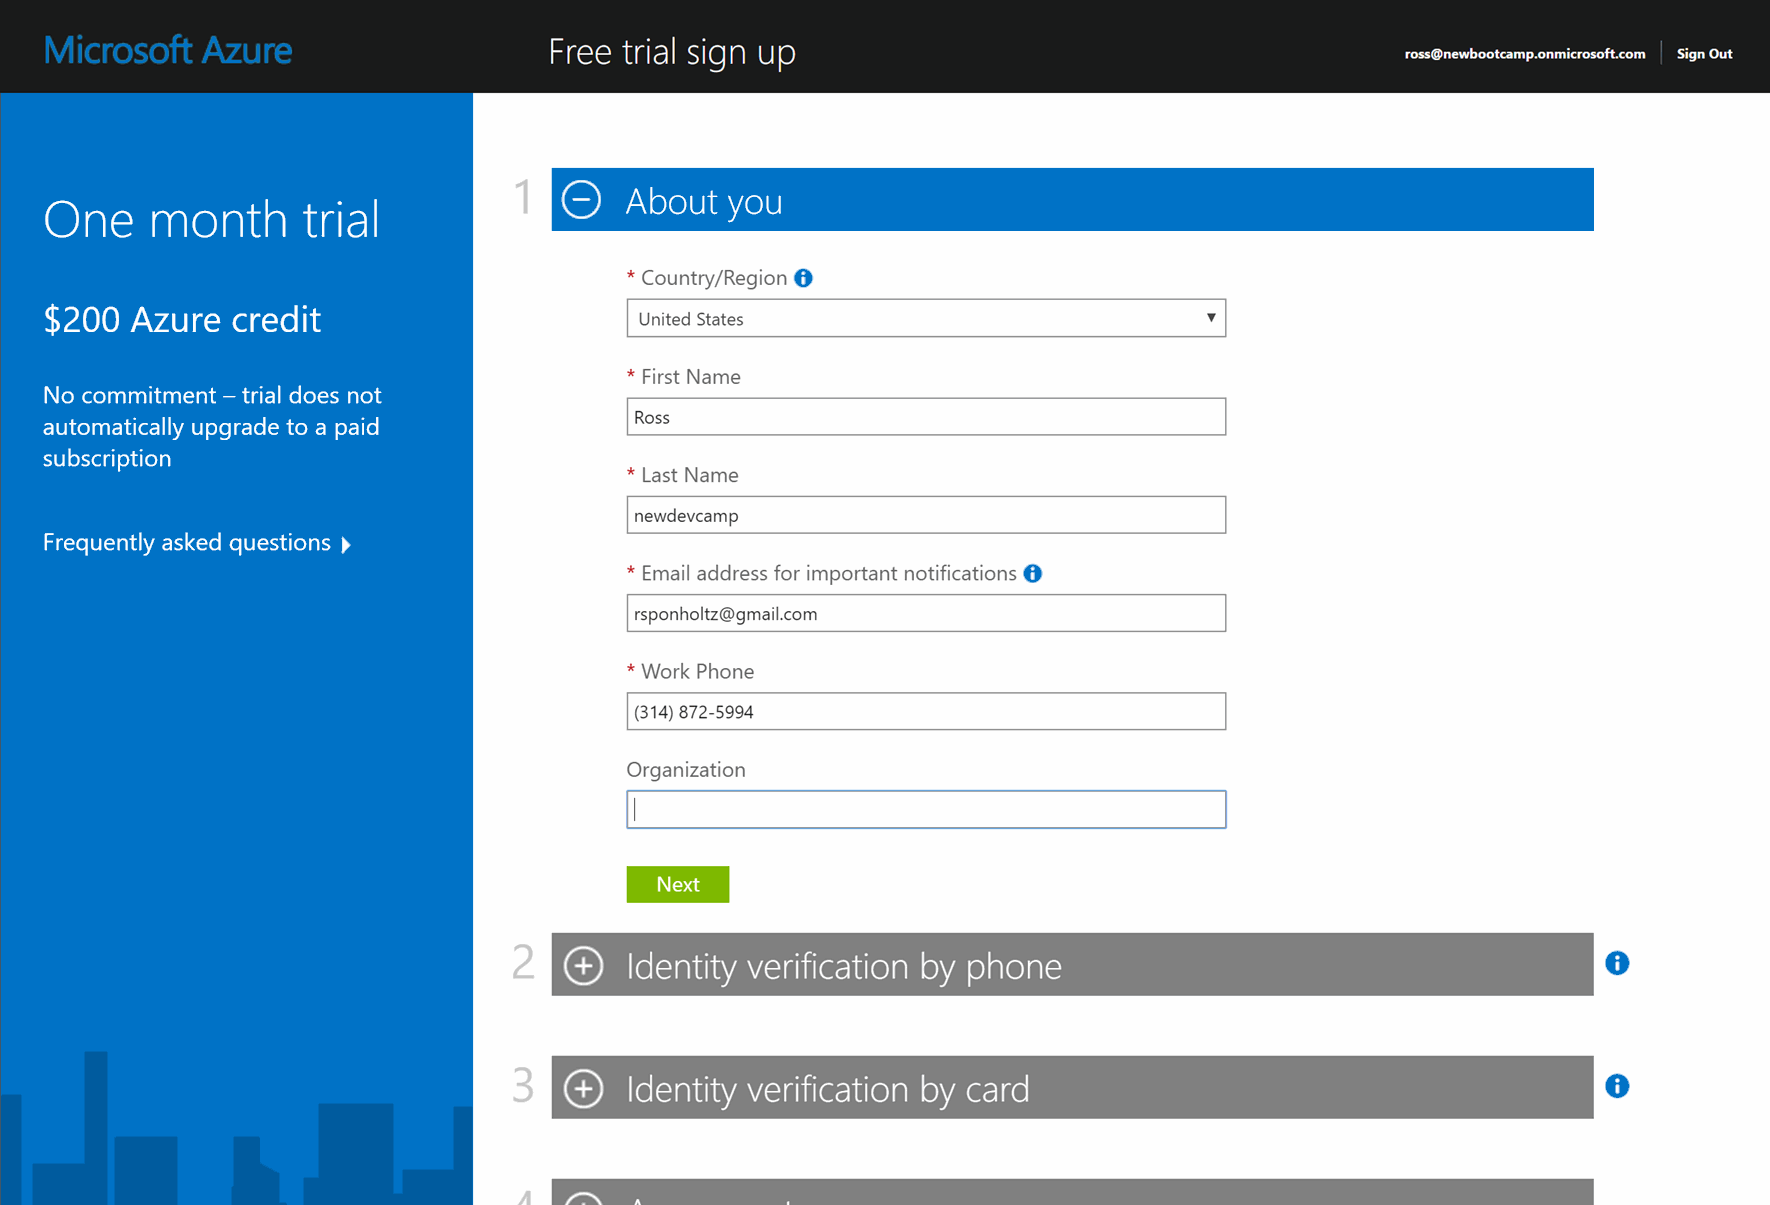 Microsoft Azure
Free trial sign up
ross@newbootcamp.onmicrosoft.com
Sign Out
One month trial
$200 Azure credit
No commitment – trial does not
automatically upgrade to a paid
subscription
Frequently asked questions
1 About you
* Country/Region
United States
* First Name
Ross
* Last Name
newdevcamp
* Email address for important notifications
rsponholtz@gmail.com
* Work Phone
(314) 872-5994
Organization
Next
2 Identity verification by phone
3 Identity verification by card
4